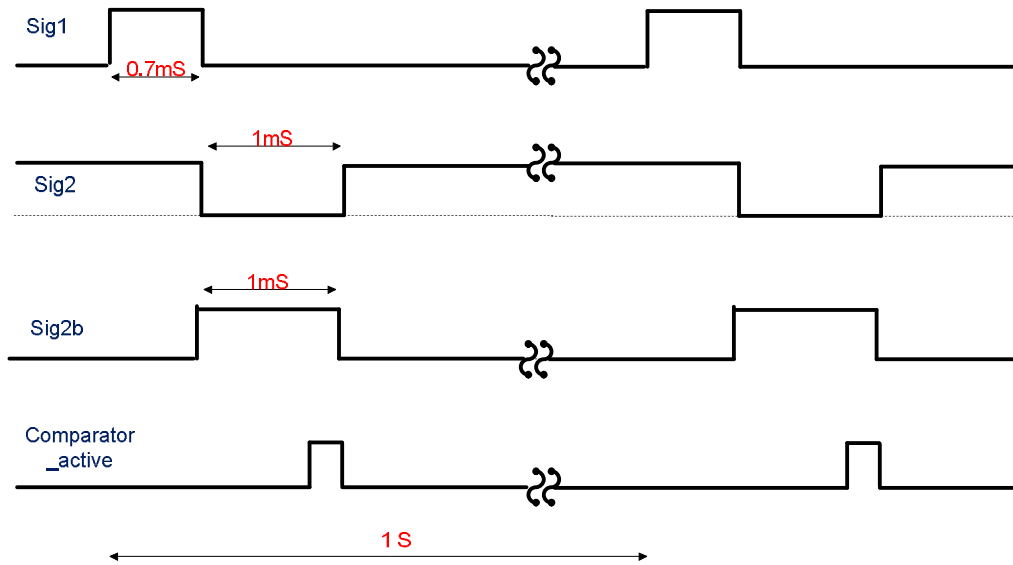 Sig1
0.7mS
1mS
Sig2
1mS
Sig2b
Comparator
_active
1 S